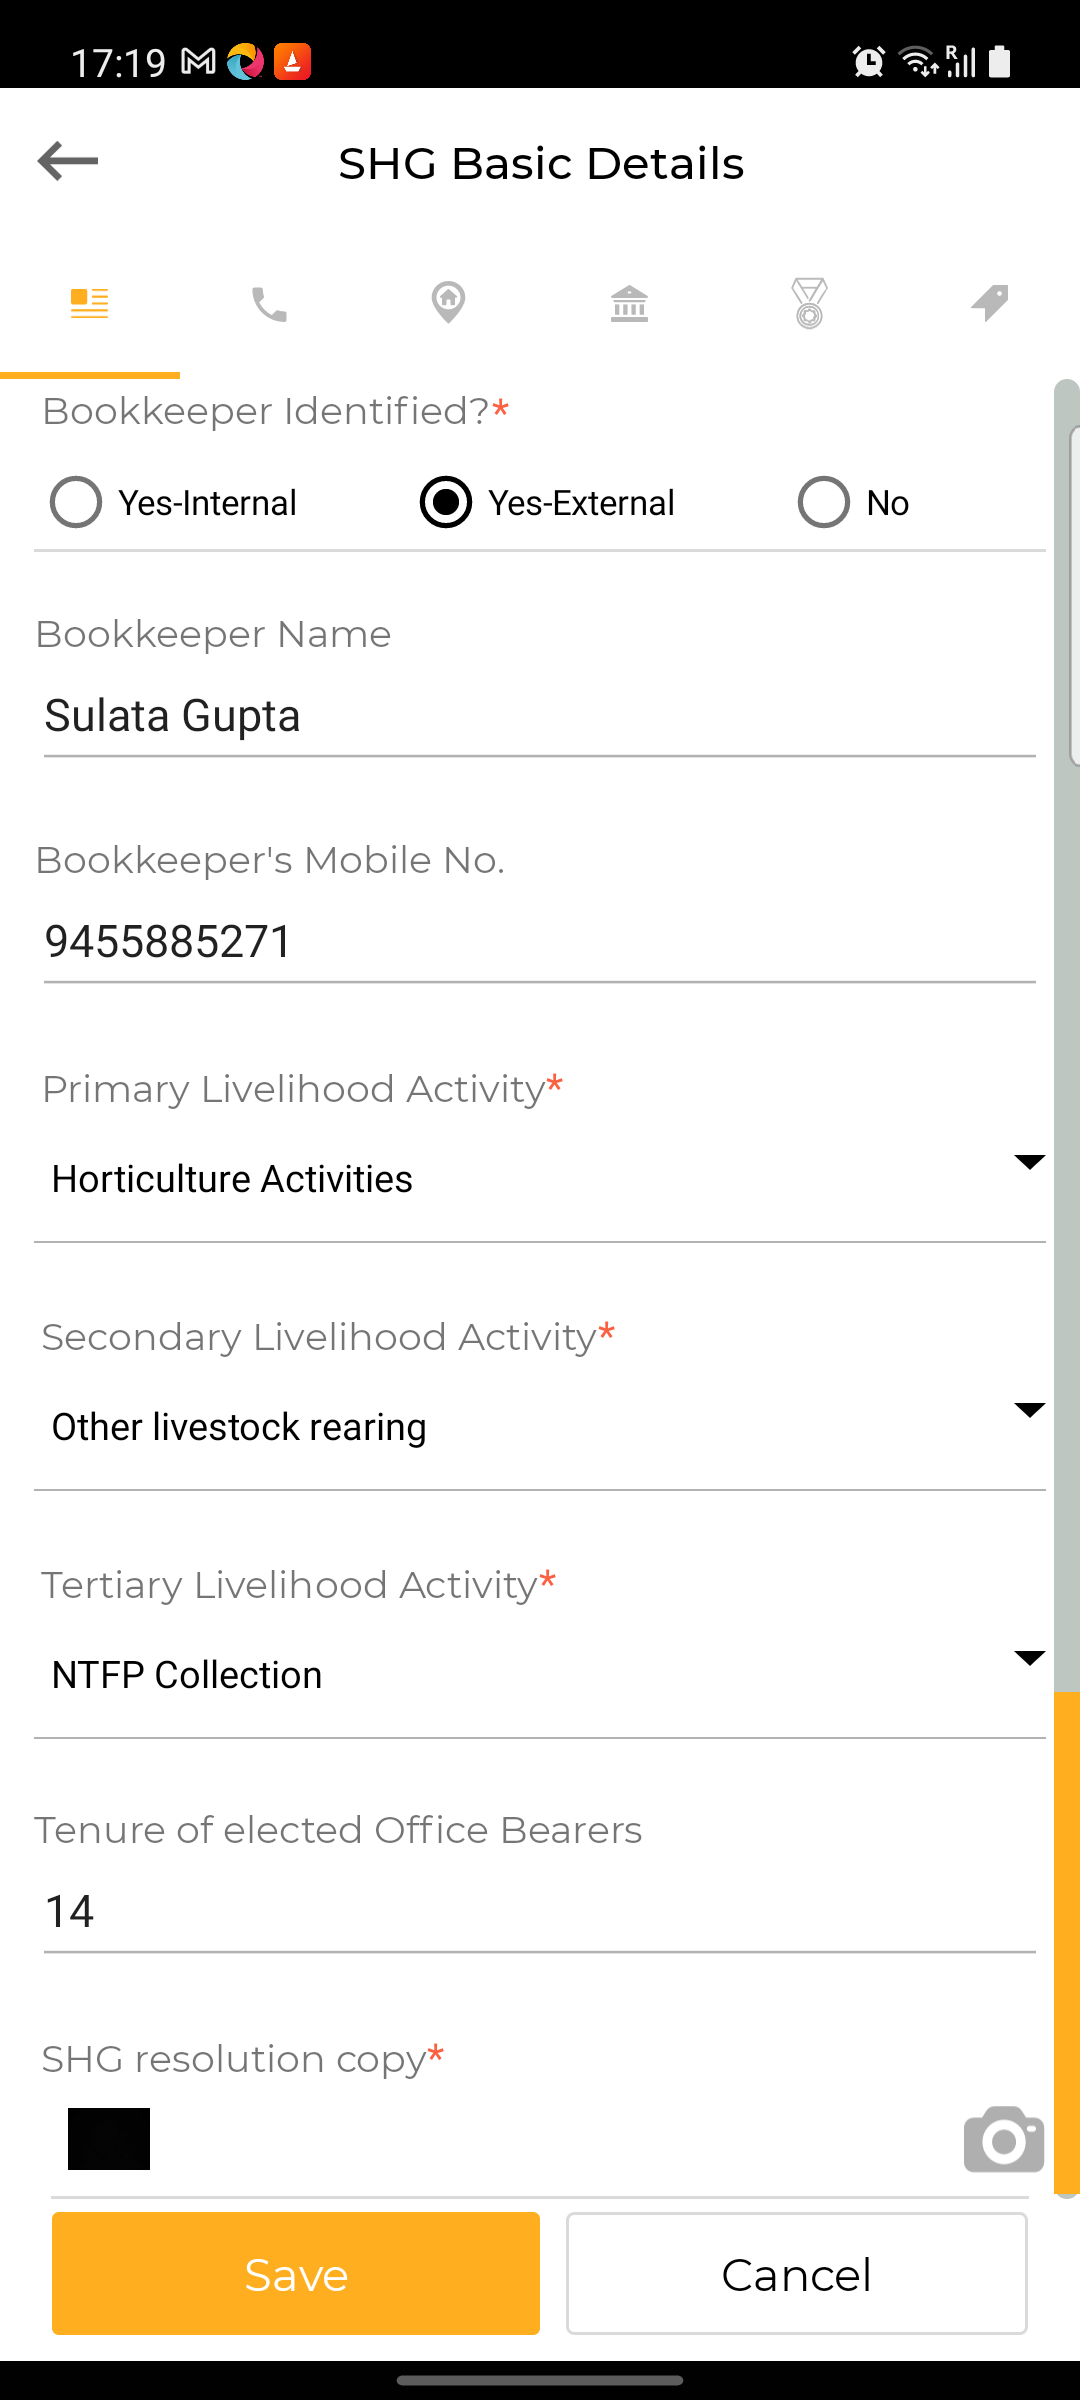 17:19
SHG Basic Details
Bookkeeper Identified?*
Yes-Internal Yes-External No
Bookkeeper Name
Sulata Gupta
Bookkeeper's Mobile No.
9455885271
Primary Livelihood Activity*
Horticulture Activities
Secondary Livelihood Activity*
Other livestock rearing
Tertiary Livelihood Activity*
NTFP Collection
Tenure of elected Office Bearers
14
SHG resolution copy*
Save Cancel